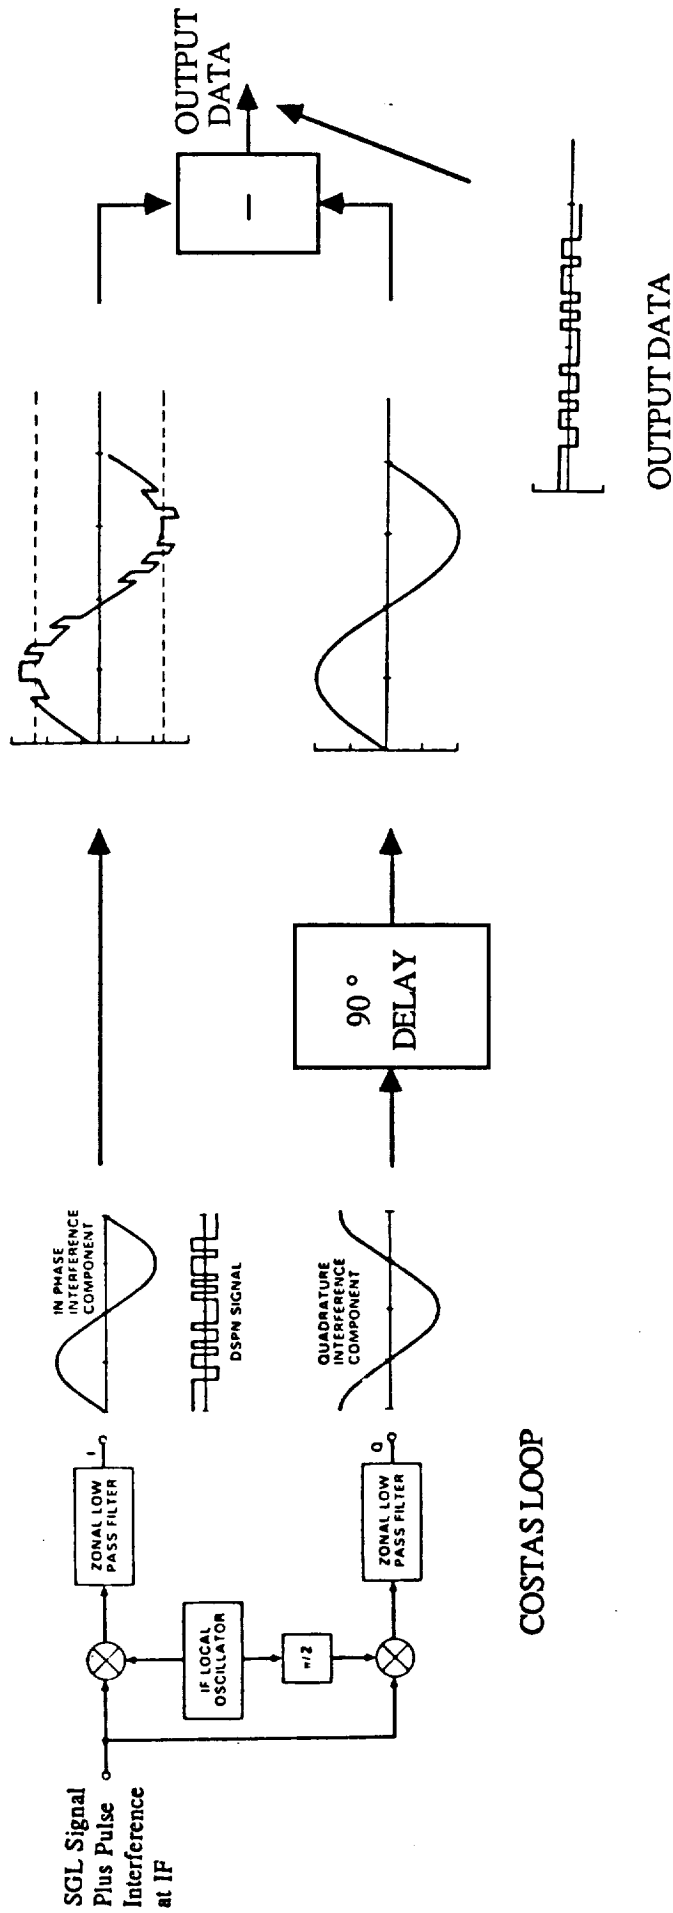 SGL Signal
Plus Pulse
Interference
at IF
IF LOCAL
OSCILLATOR
π/2
ZONAL LOW
PASS FILTER
I
ZONAL LOW
PASS FILTER
Q
COSTAS LOOP
IN PHASE
INTERFERENCE
COMPONENT
DSPN SIGNAL
QUADRATURE
INTERFERENCE
COMPONENT
90°
DELAY
OUTPUT
DATA
OUTPUT DATA